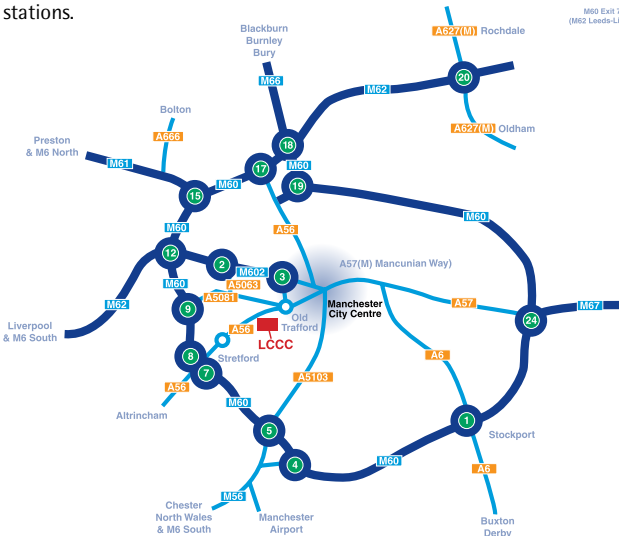 stations.
M60 Exit 7
(M62 Leeds-Li
Blackburn
Burnley
Bury
A627(M) Rochdale
20
M66
M62
Bolton
A666
A627(M) Oldham
Preston
& M6 North
M61
18
17
M60
19
M60
15
M60
A56
M60
12
2
M602
3
A57(M) Mancunian Way)
M60
A5063
A5081
M62
9
Manchester
City Centre
A57
M67
24
Old
Trafford
Liverpool
& M6 South
A56
LCCC
Stretford
8
7
A6
A56
A5103
Altrincham
M60
5
1
Stockport
4
M60
A6
M56
Chester
North Wales
& M6 South
Manchester
Airport
Buxton
Derby